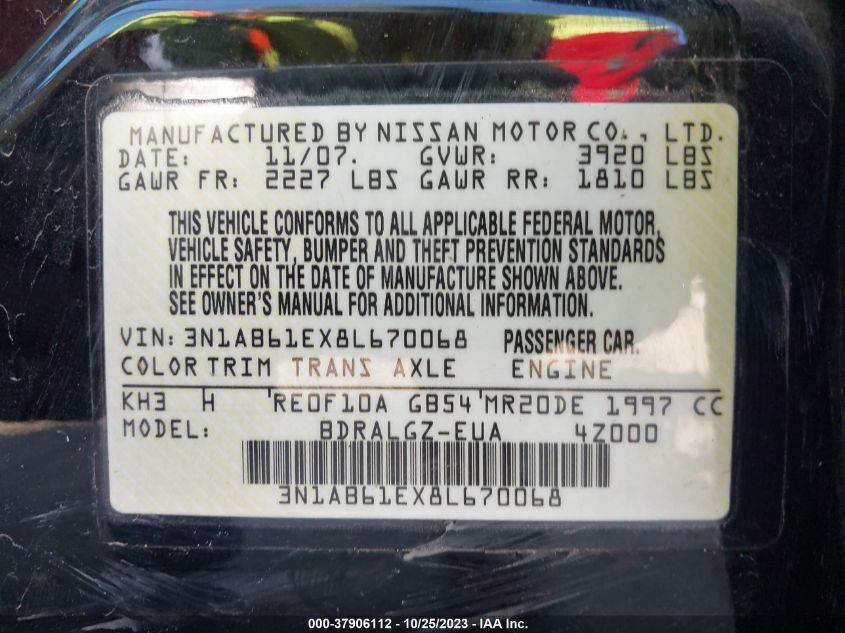 MANUFACTURED BY NISSAN MOTOR CO., LTD.
DATE: 11/07. GVWR: 3920 LBS
GAWR FR: 2227 LBS GAWR RR: 1810 LBS
THIS VEHICLE CONFORMS TO ALL APPLICABLE FEDERAL MOTOR,
VEHICLE SAFETY, BUMPER AND THEFT PREVENTION STANDARDS
IN EFFECT ON THE DATE OF MANUFACTURE SHOWN ABOVE.
SEE OWNER'S MANUAL FOR ADDITIONAL INFORMATION.
VIN: 3N1AB61EX8L670068 PASSENGER CAR.
COLOR TRIM TRANS AXLE ENGINE
KH3 H 'RE0F10A GB54 'MR20DE 1997 CC
MODEL: BDRALGZ-EUA 4Z000
3N1AB61EX8L670068
000-37906112 - 10/25/2023 - IAA Inc.